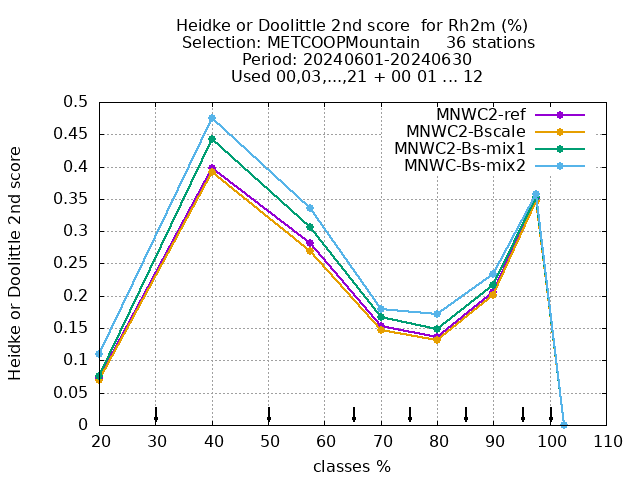 Heidke or Doolittle 2nd score  for Rh2m (%)
Selection: METCOOPMountain     36 stations
Period: 20240601-20240630
Used 00,03,...,21 + 00 01 ... 12
MNWC2-ref
MNWC2-Bscale
MNWC2-Bs-mix1
MNWC-Bs-mix2
Heidke or Doolittle 2nd score
0.5
0.45
0.4
0.35
0.3
0.25
0.2
0.15
0.1
0.05
0
20 30 40 50 60 70 80 90 100 110
classes %